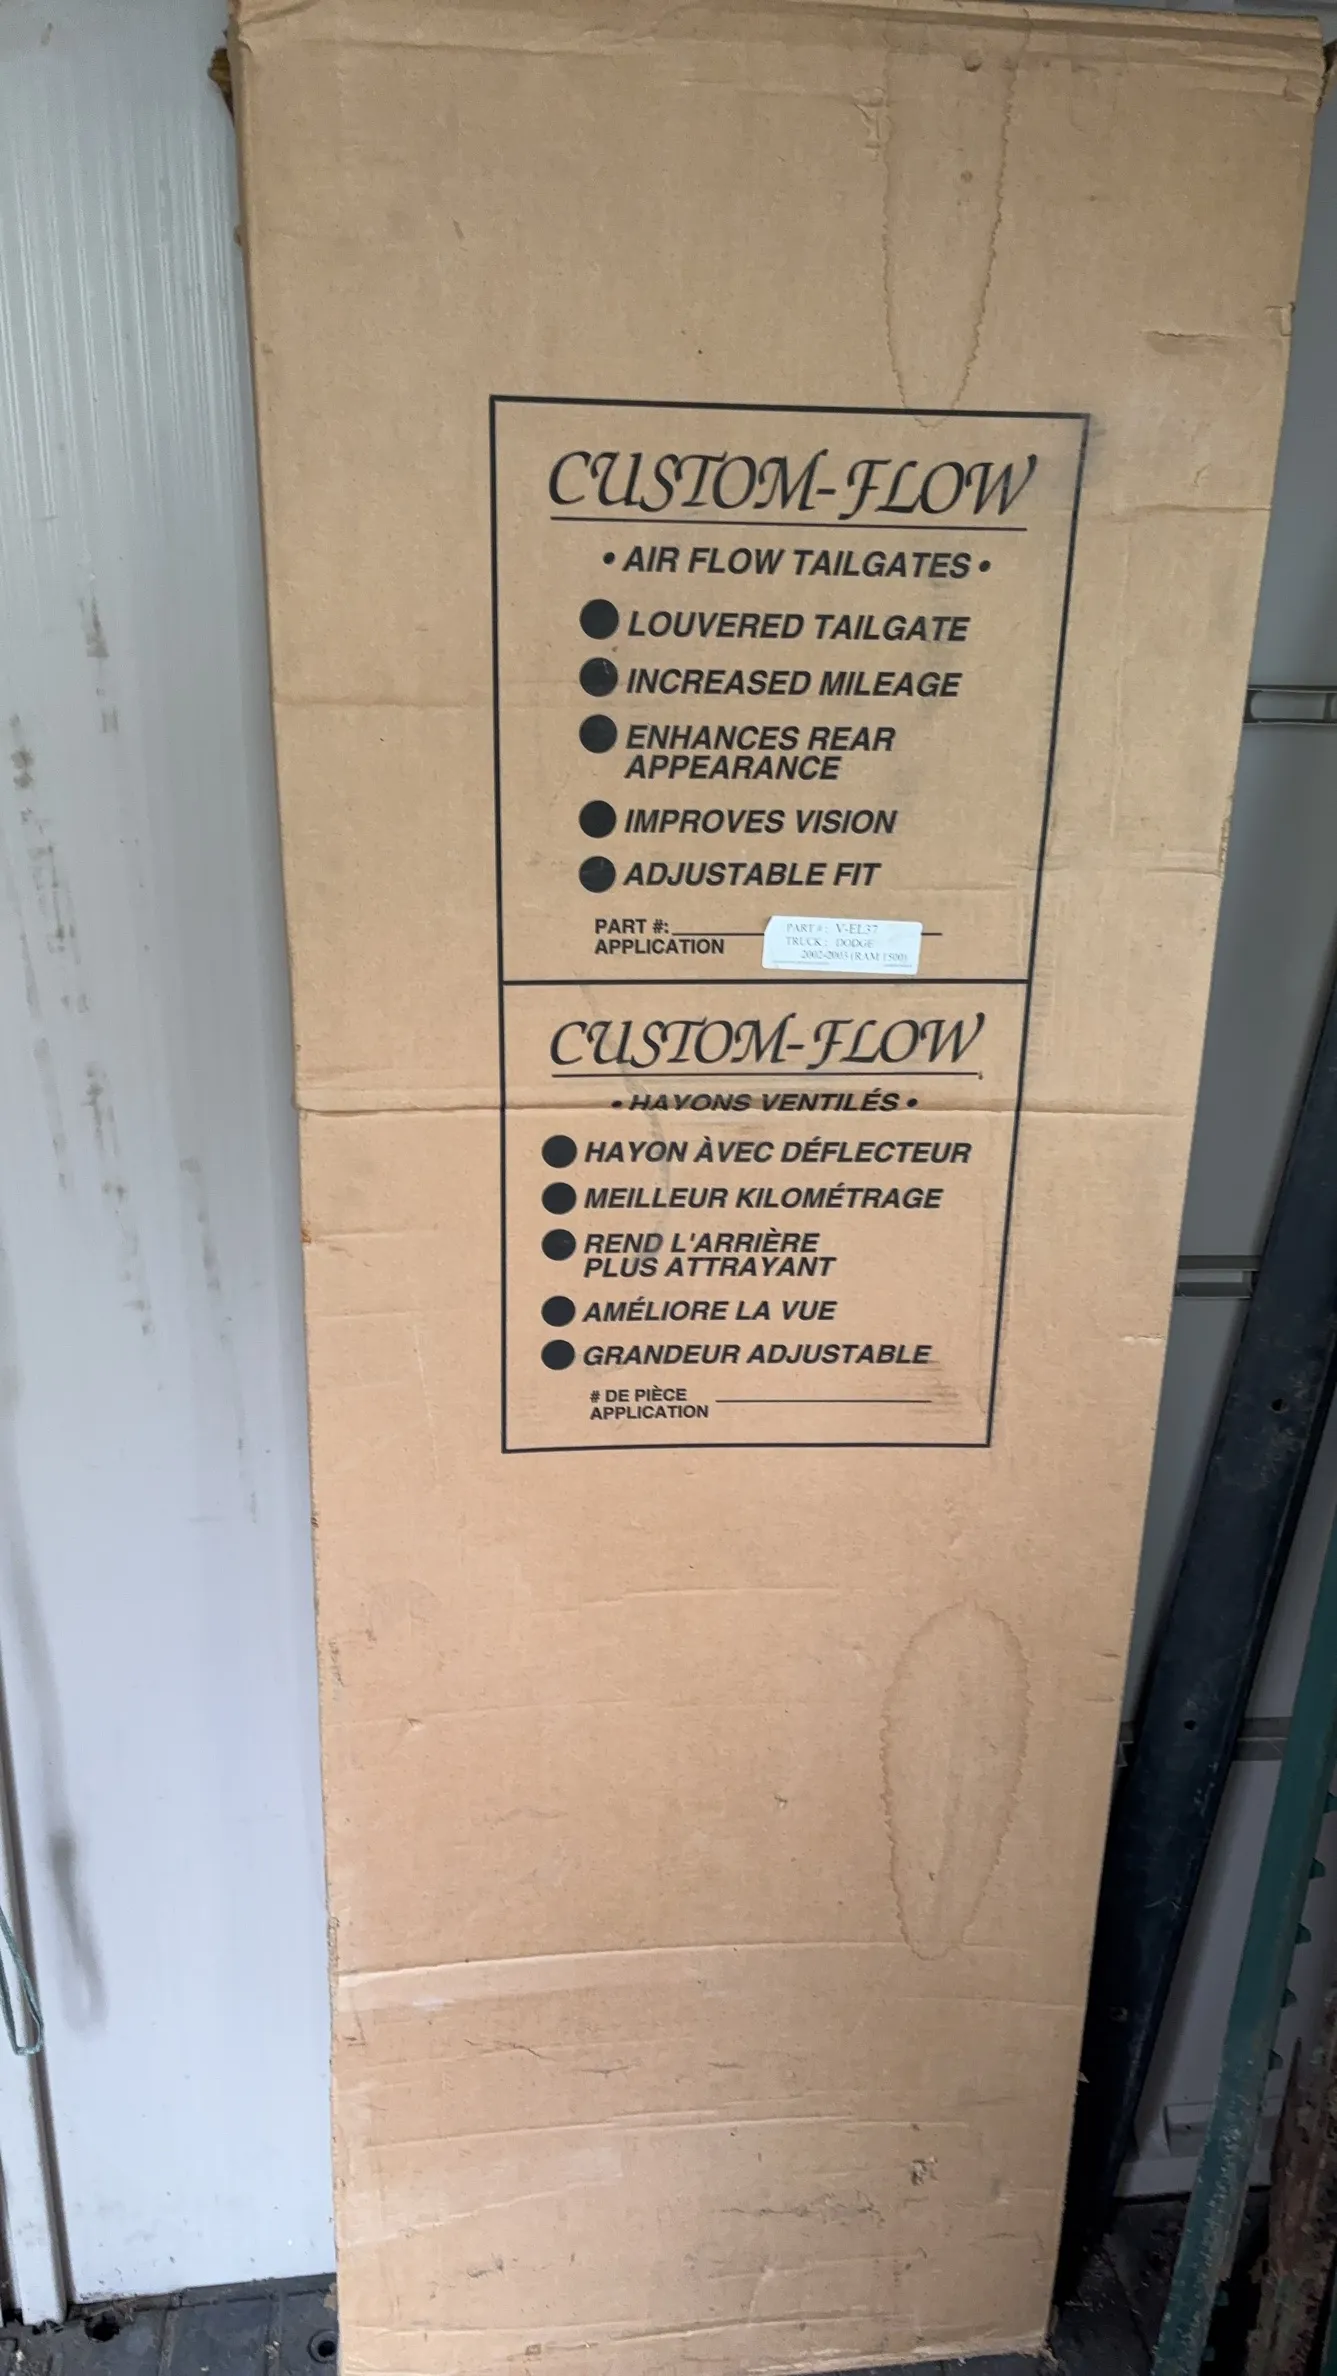 CUSTOM-FLOW
• AIR FLOW TAILGATES •
● LOUVERED TAILGATE
● INCREASED MILEAGE
● ENHANCES REAR
APPEARANCE
● IMPROVES VISION
● ADJUSTABLE FIT
PART #:
APPLICATION
PART # : V-EL37
TRUCK : DODGE
2002-2003 (RAM 1500)
CUSTOM-FLOW
• HAYONS VENTILÉS •
● HAYON ÀVEC DÉFLECTEUR
● MEILLEUR KILOMÉTRAGE
● REND L'ARRIÈRE
PLUS ATTRAYANT
● AMÉLIORE LA VUE
● GRANDEUR ADJUSTABLE
# DE PIÈCE
APPLICATION